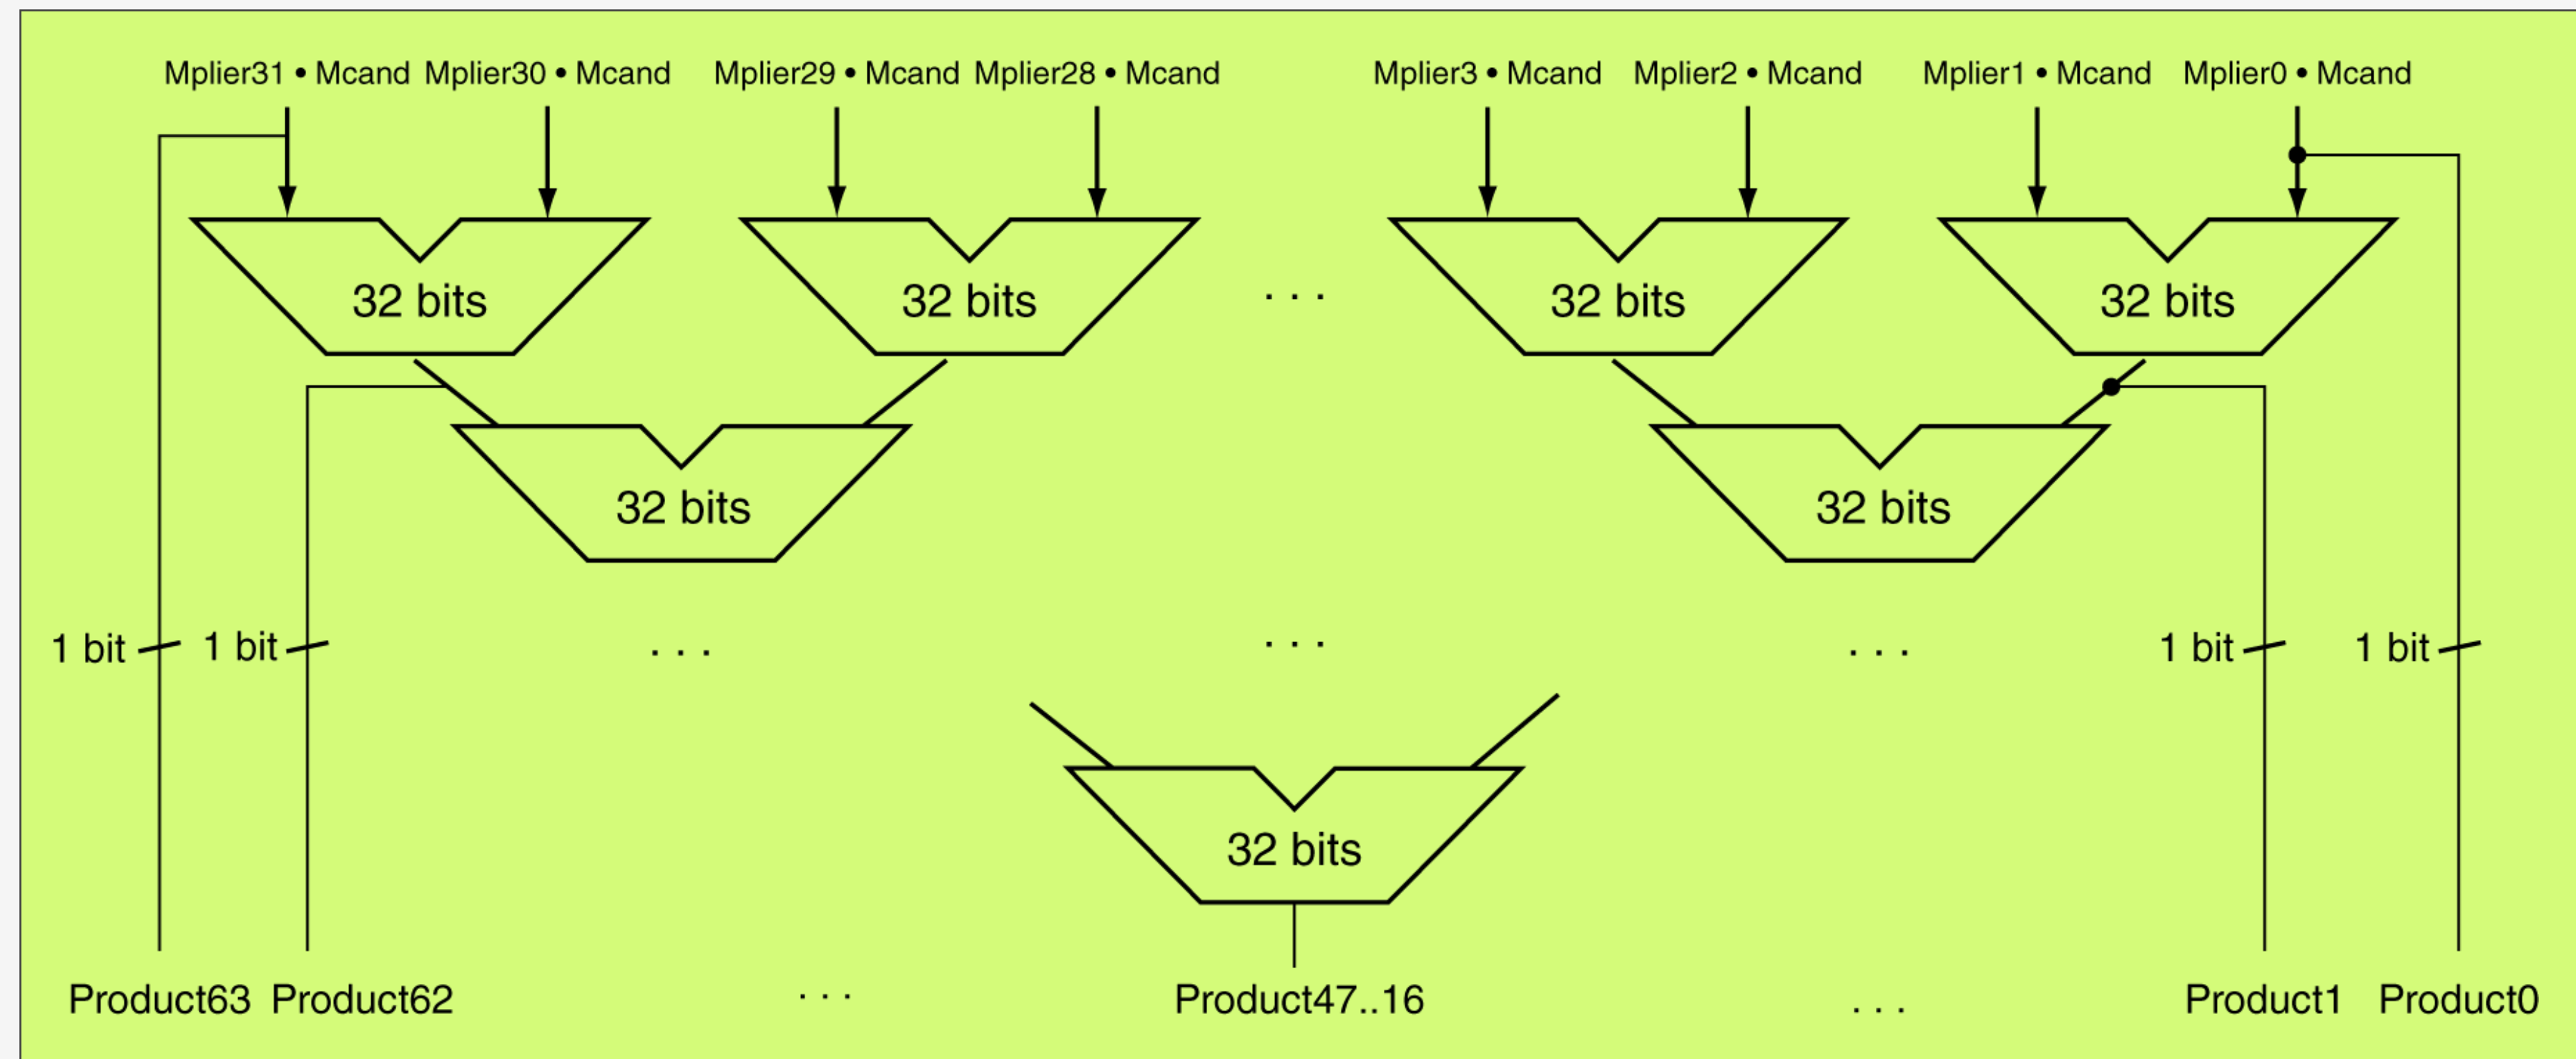 Mplier31 • Mcand Mplier30 • Mcand Mplier29 • Mcand Mplier28 • Mcand Mplier3 • Mcand Mplier2 • Mcand Mplier1 • Mcand Mplier0 • Mcand
32 bits 32 bits . . . 32 bits 32 bits
32 bits 32 bits
1 bit 1 bit . . . . . . . . . 1 bit 1 bit
32 bits
Product63 Product62 . . . Product47..16 . . . Product1 Product0